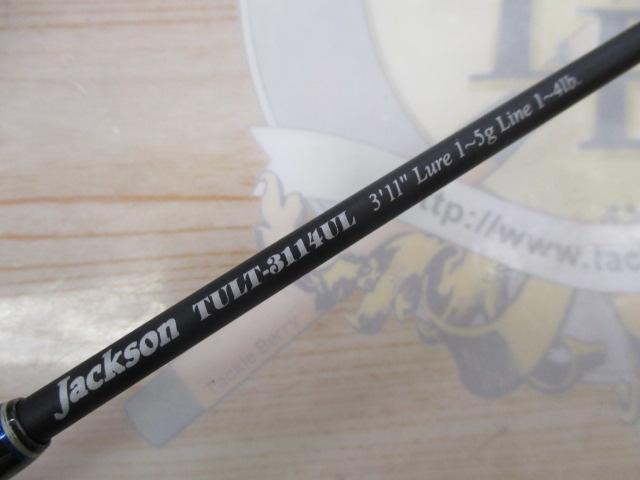 Jackson TULT-3114UL 3'11" Lure 1~5g Line 1~4lb.
http://www.tac
Tackle Berry